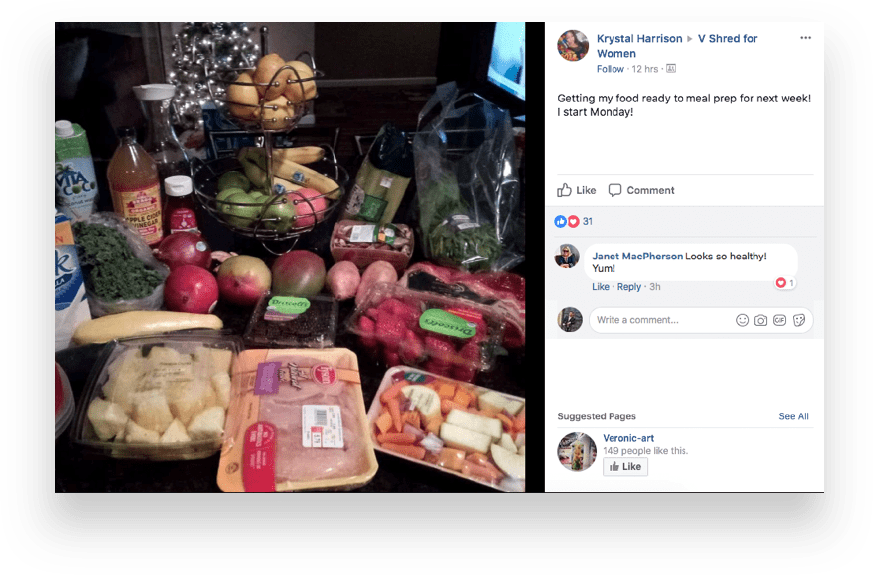 Krystal Harrison ▸ V Shred for
Women
Follow · 12 hrs ·
Getting my food ready to meal prep for next week!
I start Monday!
Like Comment
31
Janet MacPherson Looks so healthy!
Yum!
1
Like · Reply · 3h
Write a comment...
GIF
Suggested Pages See All
Veronic-art
149 people like this.
Like
VITA
COCO
APPLE CIDER
VINEGAR
Driscoll's
Driscoll's